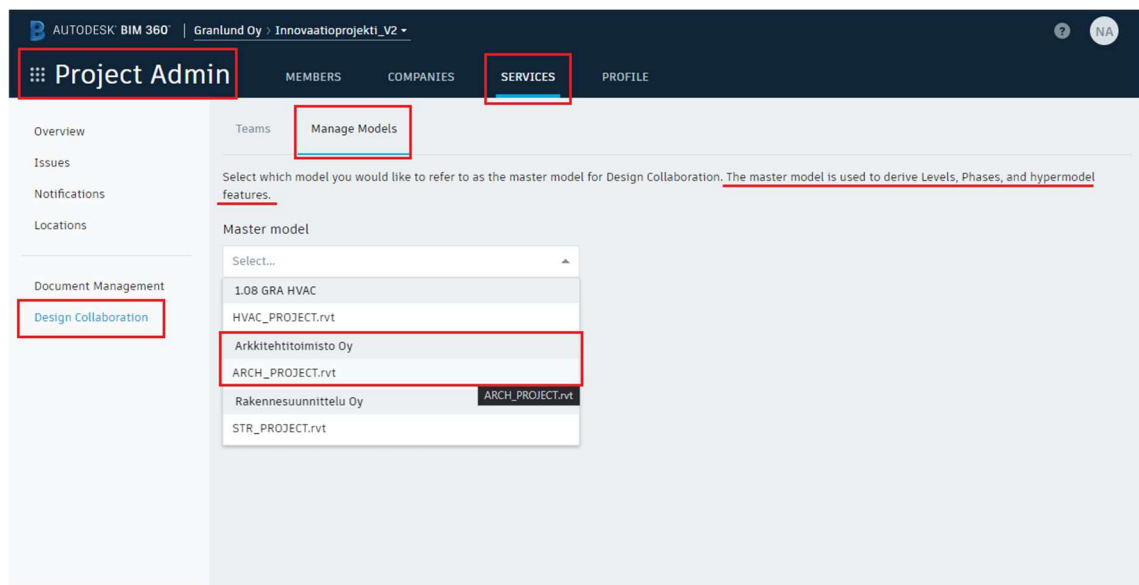 AUTODESK® BIM 360® | Granlund Oy > Innovaatioprojekti_V2
? NA
Project Admin MEMBERS COMPANIES SERVICES PROFILE
Overview
Issues
Notifications
Locations
Document Management
Design Collaboration
Teams Manage Models
Select which model you would like to refer to as the master model for Design Collaboration. The master model is used to derive Levels, Phases, and hypermodel
features.
Master model
Select...
1.08 GRA HVAC
HVAC_PROJECT.rvt
Arkkitehtitoimisto Oy
ARCH_PROJECT.rvt
ARCH_PROJECT.rvt
Rakennesuunnittelu Oy
STR_PROJECT.rvt